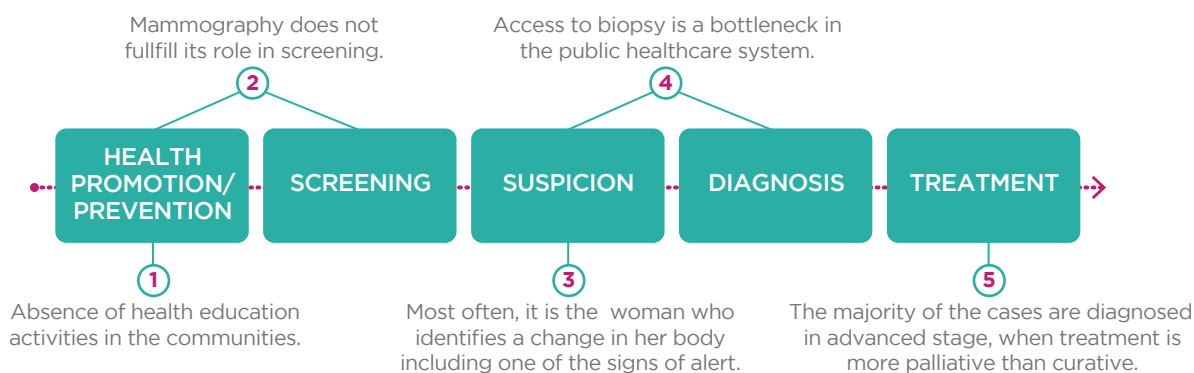 Mammography does not
fullfill its role in screening.
Access to biopsy is a bottleneck in
the public healthcare system.
2
4
HEALTH
PROMOTION/
PREVENTION
SCREENING
SUSPICION
DIAGNOSIS
TREATMENT
1
3
5
Absence of health education
activities in the communities.
Most often, it is the woman who
identifies a change in her body
including one of the signs of alert.
The majority of the cases are diagnosed
in advanced stage, when treatment is
more palliative than curative.